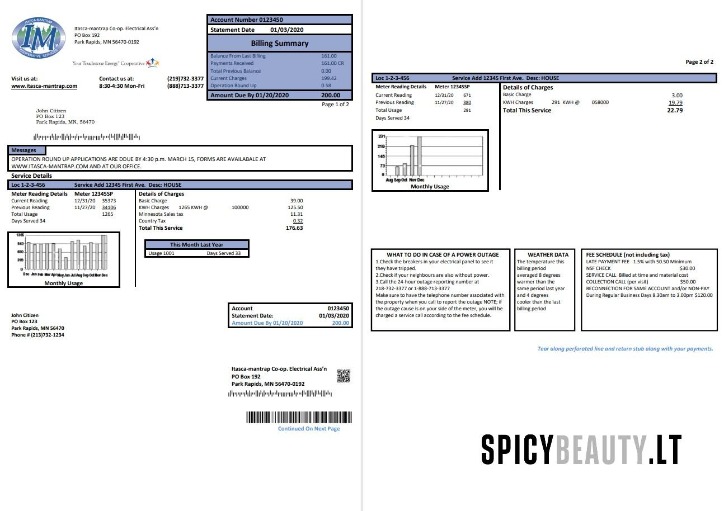 Itasca-mantrap Co-op. Electrical Ass'n
PO Box 192
Park Rapids, MN 56470-0192
Your Touchstone Energy Cooperative
Visit us at:
www.itasca-mantrap.com
Contact us at:
8:30-4:30 Mon-Fri
(219)732-3377
(888)713-3377
Account Number 0123450
Statement Date 01/03/2020
Billing Summary
Balance From Last Billing 161.00
Payments Received 161.00 CR
Total Previous Balance 0.00
Current Charges 199.42
Operation Round Up 0.58
Amount Due By 01/20/2020 200.00
Page 1 of 2
John Citizen
PO Box 123
Park Rapids, MN, 56470
Messages
OPERATION ROUND UP APPLICATIONS ARE DUE BY 4:30 p.m. MARCH 15, FORMS ARE AVAILABALE AT
WWW.ITASCA-MANTRAP.COM AND AT OUR OFFICE.
Service Details
Loc 1-2-3-456 Service Add 12345 First Ave. Desc: HOUSE
Meter Reading Details Meter 123456SP
Current Reading 12/31/20 35373
Previous Reading 11/27/20 34106
Total Usage 1265
Days Served 34
Details of Charges
Basic Charge 39.00
KWH Charges 1265 KWH @ 100000 125.50
Minnesota Sales tax 11.31
Country Tax 0.82
Total This Service 176.63
Monthly Usage
This Month Last Year
Usage 1001 Days Served 33
John Citizen
PO Box 123
Park Rapids, MN 56470
Phone # (213)732-1234
Account 0123450
Statement Date: 01/03/2020
Amount Due By 01/20/2020 200.00
Itasca-mantrap Co-op. Electrical Ass'n
PO Box 192
Park Rapids, MN 56470-0192
Continued On Next Page
Page 2 of 2
Loc 1-2-3-456 Service Add 12345 First Ave. Desc: HOUSE
Meter Reading Details Meter 123456SP
Current Reading 12/31/20 671
Previous Reading 11/27/20 380
Total Usage 291
Days Served 34
Details of Charges
Basic Charge 3.00
KWH Charges 291 KWH @ 068000 19.79
Total This Service 22.79
Aug Sep Oct Nov Dec
Monthly Usage
WHAT TO DO IN CASE OF A POWER OUTAGE
1.Check the breakers in your electrical panel to see it
they have tripped.
2.Check if your neighbours are also without power.
3.Call the 24 hour outage reporting number at
218-732-3377 or 1-888-713-3377
Make sure to have the telephone number associated with
the property when you call to report the outage NOTE; if
the outage cause is on your side of the meter, you will be
charged a service call according to the fee schedule.
WEATHER DATA
The temperature this
billing period
averaged 8 degrees
warmer than the
same period last year
and 4 degrees
cooler than the last
billing period
FEE SCHEDULE (not including tax)
LATE PAYMENT FEE 1.5% with $0.50 Minimum
NSF CHECK $30.00
SERVICE CALL Billed at time and material cost
COLLECTION CALL (per visit) $50.00
RECONNECTION FOR SAME ACCOUNT and/or NON-PAY
During Regular Business Days 8.30am to 3.00pm $120.00
Tear along perforated line and return stub along with your payments.
SPICYBEAUTY.LT